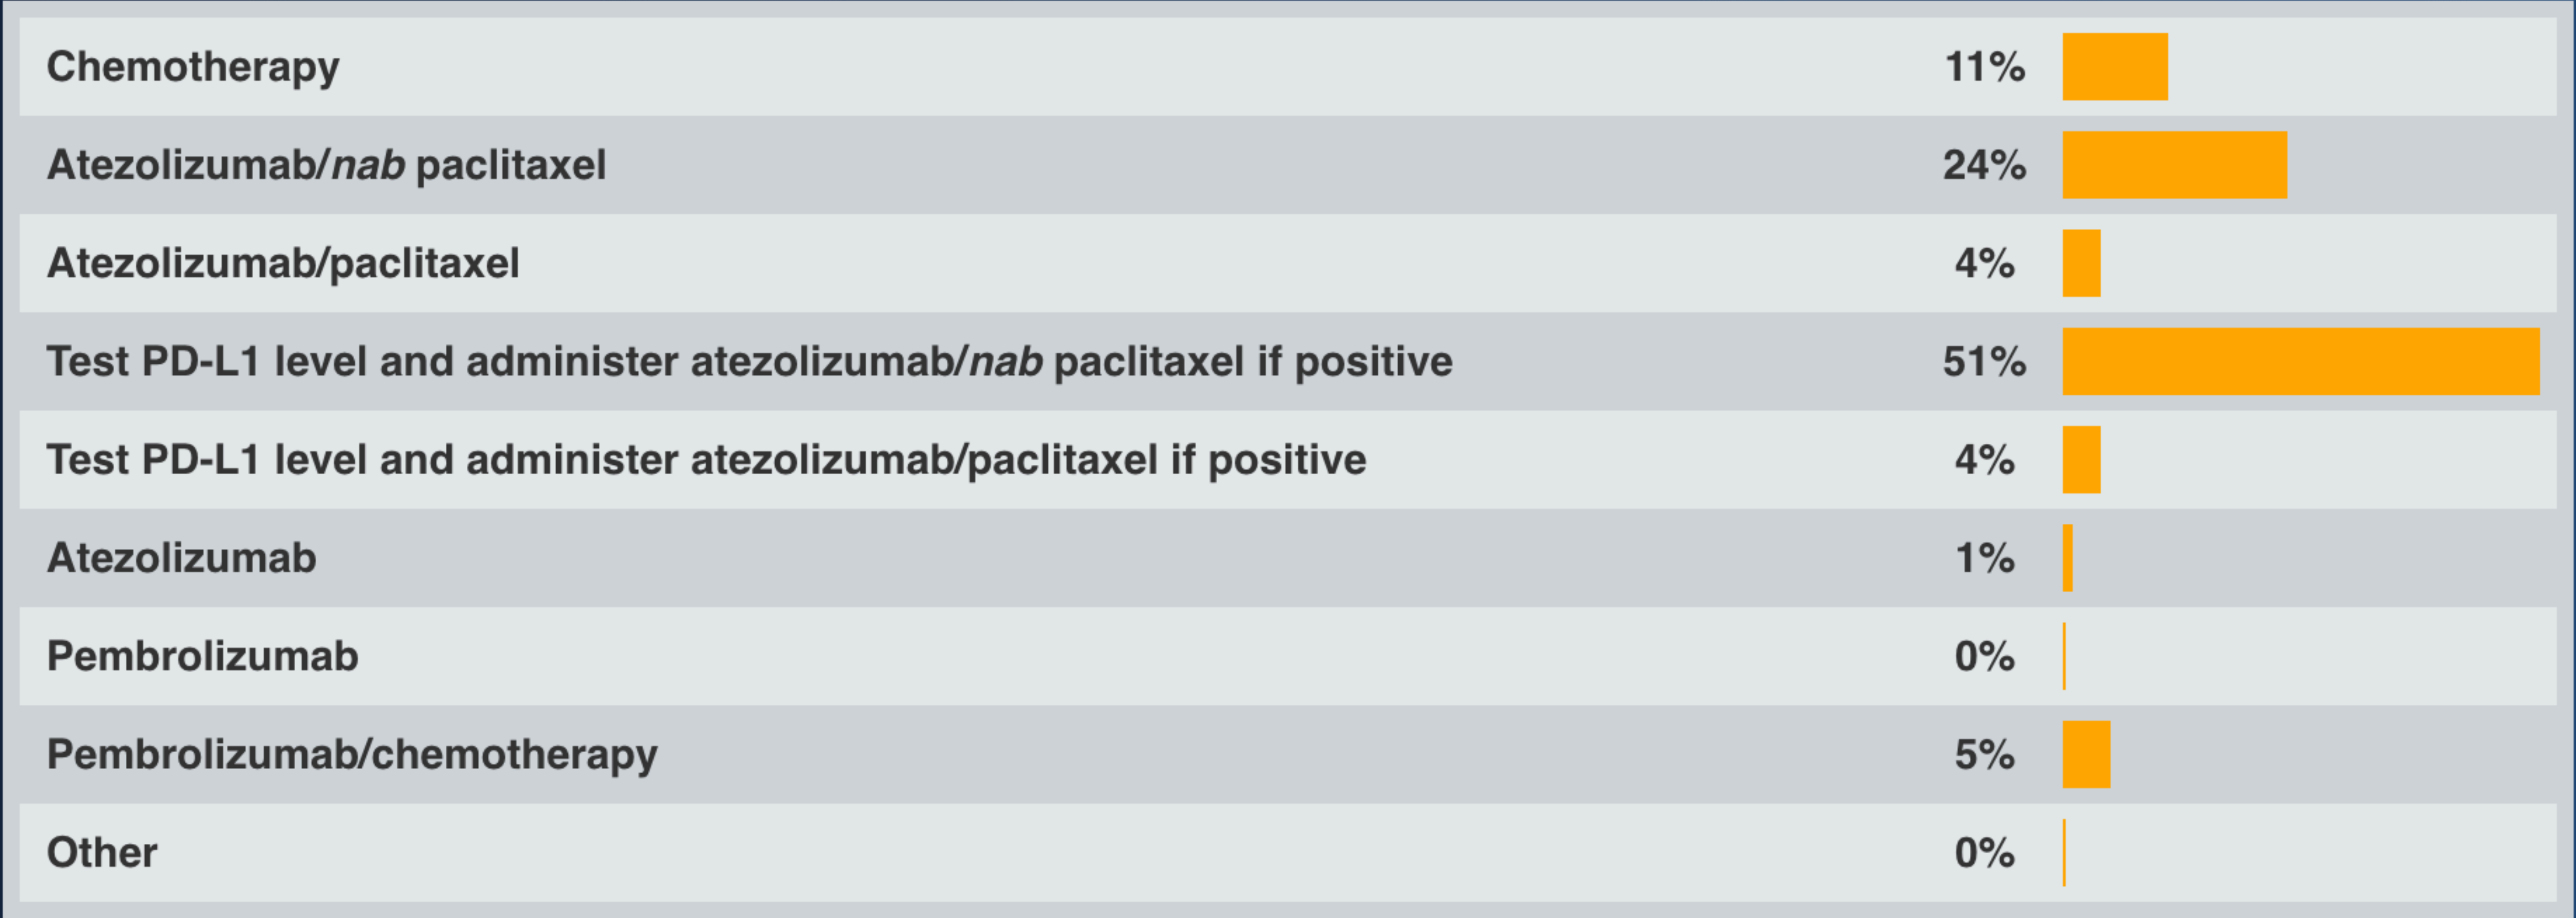 Chemotherapy 11%
Atezolizumab/nab paclitaxel 24%
Atezolizumab/paclitaxel 4%
Test PD-L1 level and administer atezolizumab/nab paclitaxel if positive 51%
Test PD-L1 level and administer atezolizumab/paclitaxel if positive 4%
Atezolizumab 1%
Pembrolizumab 0%
Pembrolizumab/chemotherapy 5%
Other 0%